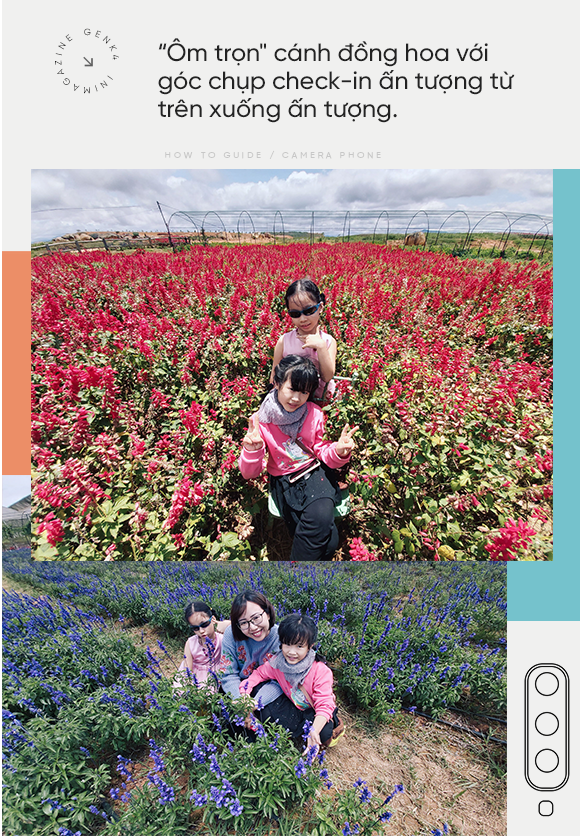 GENK4 INIMAGAZINE
“Ôm trọn" cánh đồng hoa với
góc chụp check-in ấn tượng từ
trên xuống ấn tượng.
HOW TO GUIDE / CAMERA PHONE